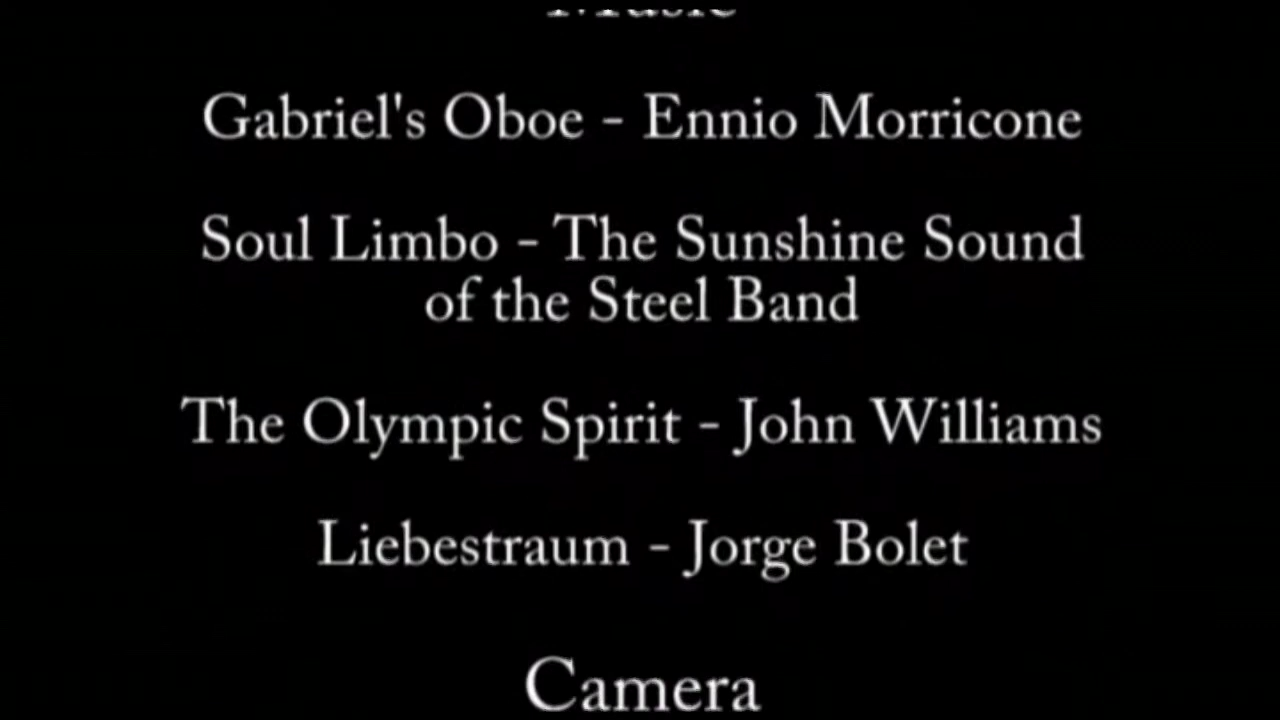 Music
Gabriel's Oboe - Ennio Morricone
Soul Limbo - The Sunshine Sound
of the Steel Band
The Olympic Spirit - John Williams
Liebestraum - Jorge Bolet
Camera